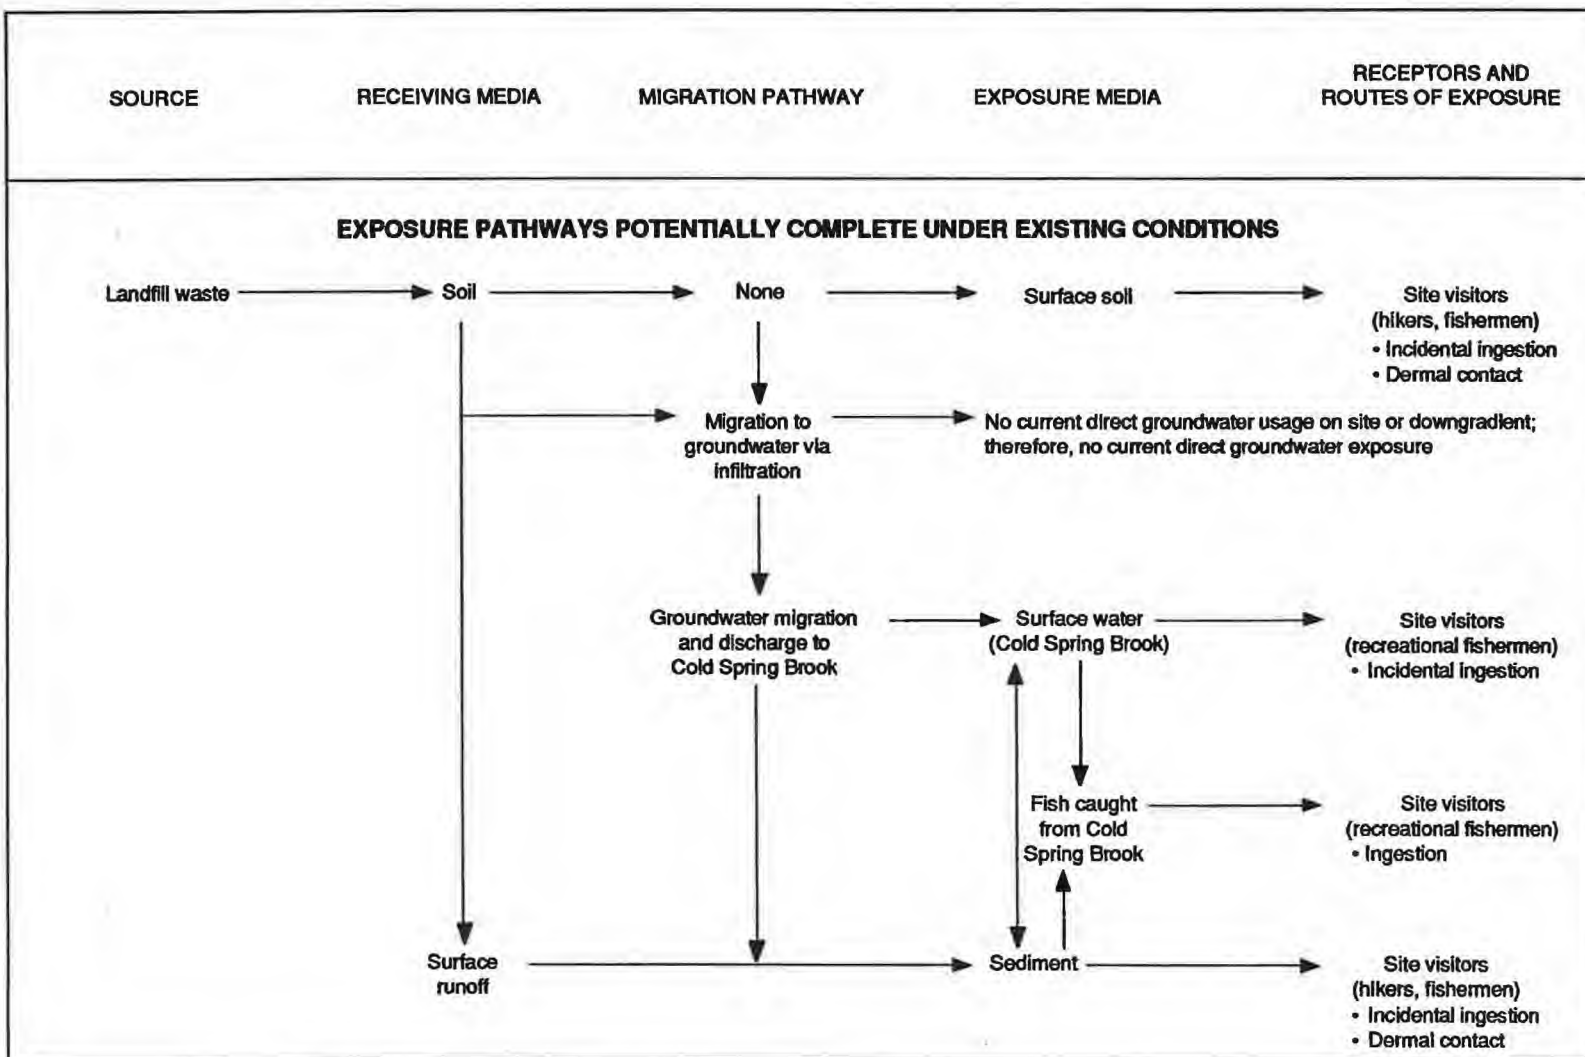 SOURCE
RECEIVING MEDIA
MIGRATION PATHWAY
EXPOSURE MEDIA
RECEPTORS AND
ROUTES OF EXPOSURE
EXPOSURE PATHWAYS POTENTIALLY COMPLETE UNDER EXISTING CONDITIONS
Landfill waste
Soil
None
Surface soil
Site visitors
(hikers, fishermen)
• Incidental ingestion
• Dermal contact
Migration to
groundwater via
infiltration
No current direct groundwater usage on site or downgradient;
therefore, no current direct groundwater exposure
Groundwater migration
and discharge to
Cold Spring Brook
Surface water
(Cold Spring Brook)
Site visitors
(recreational fishermen)
• Incidental ingestion
Fish caught
from Cold
Spring Brook
Site visitors
(recreational fishermen)
• Ingestion
Surface
runoff
Sediment
Site visitors
(hikers, fishermen)
• Incidental ingestion
• Dermal contact